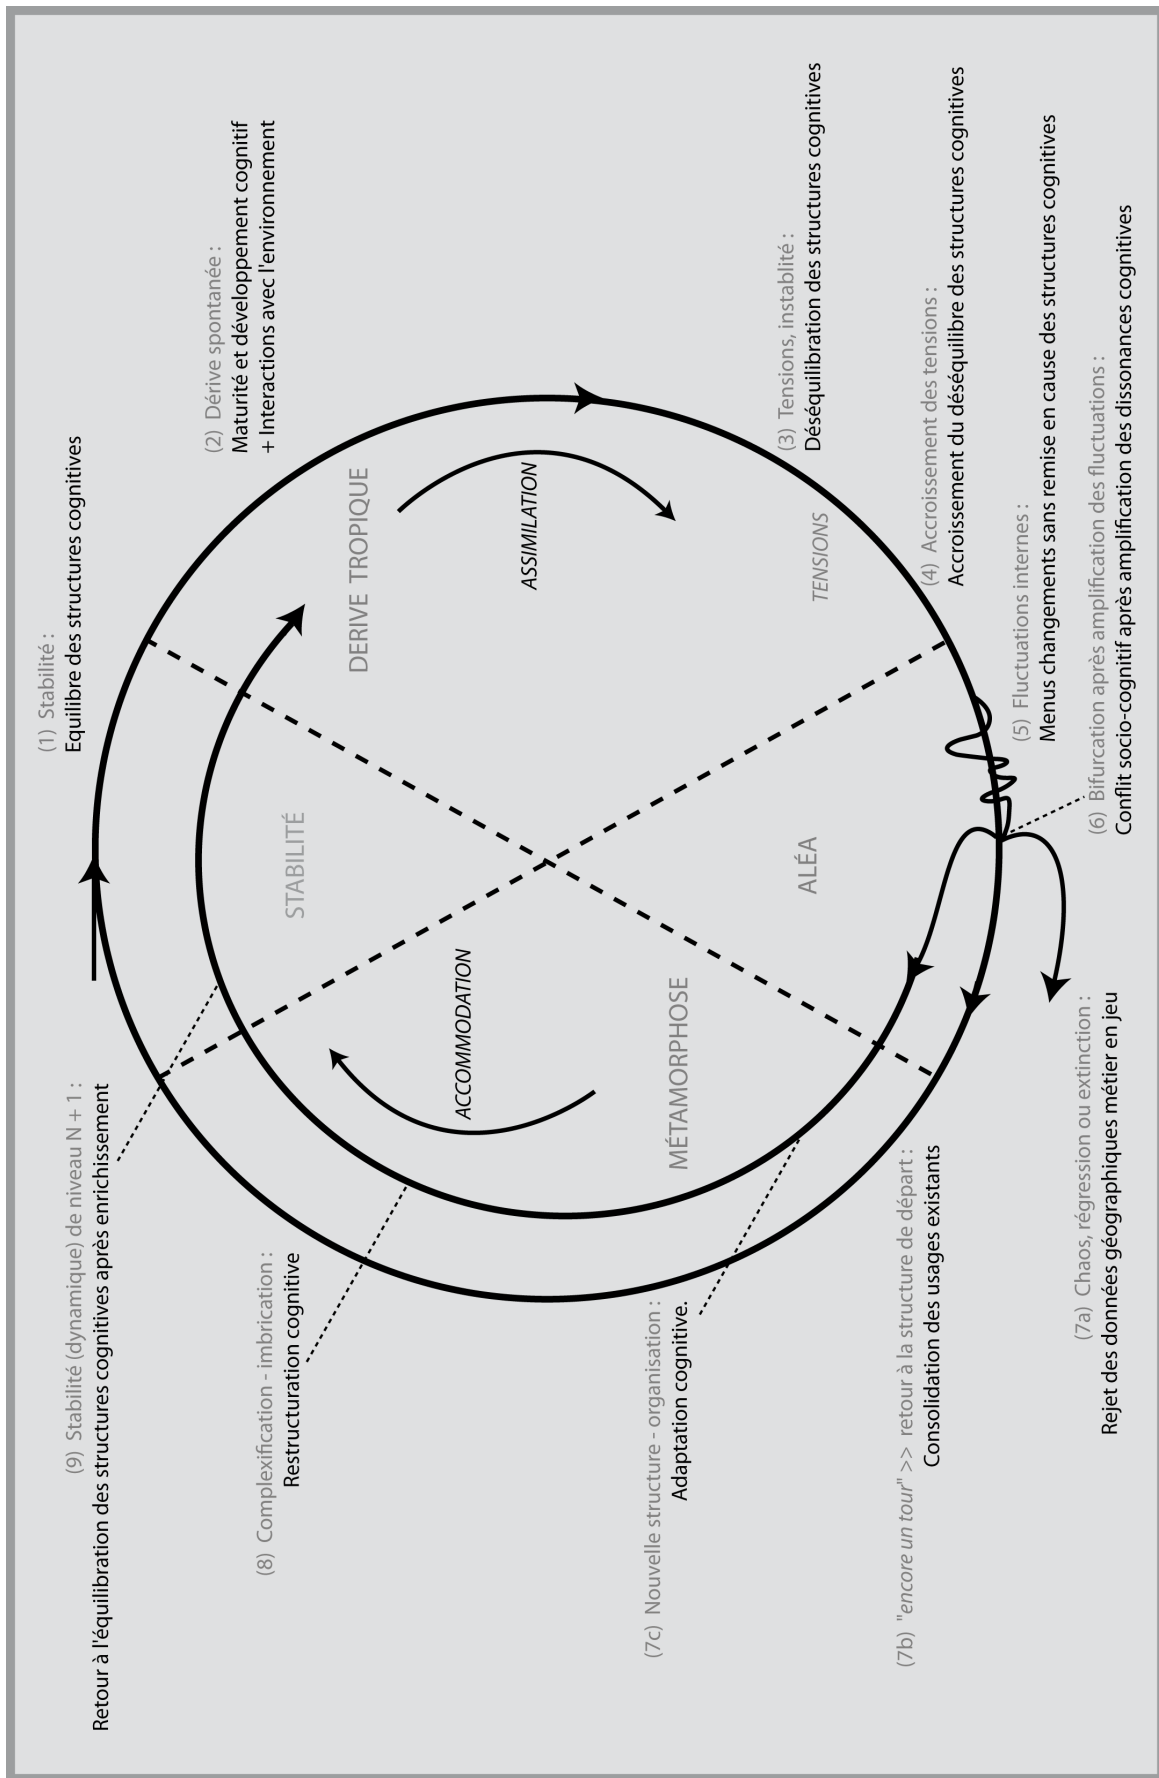 (1) Stabilité :
Equilibre des structures cognitives
(2) Dérive spontanée :
Maturité et développement cognitif
+ Interactions avec l'environnement
(3) Tensions, instablité :
Déséquilibration des structures cognitives
(4) Accroissement des tensions :
Accroissement du déséquilibre des structures cognitives
(5) Fluctuations internes :
Menus changements sans remise en cause des structures cognitives
(6) Bifurcation après amplification des fluctuations :
Conflit socio-cognitif après amplification des dissonances cognitives
(7a) Chaos, régression ou extinction :
Rejet des données géographiques métier en jeu
(7b) "encore un tour" >> retour à la structure de départ :
Consolidation des usages existants
(7c) Nouvelle structure - organisation :
Adaptation cognitive.
(8) Complexification - imbrication :
Restructuration cognitive
(9) Stabilité (dynamique) de niveau N + 1 :
Retour à l'équilibration des structures cognitives après enrichissement
STABILITÉ
DERIVE TROPIQUE
ASSIMILATION
TENSIONS
ALÉA
MÉTAMORPHOSE
ACCOMMODATION